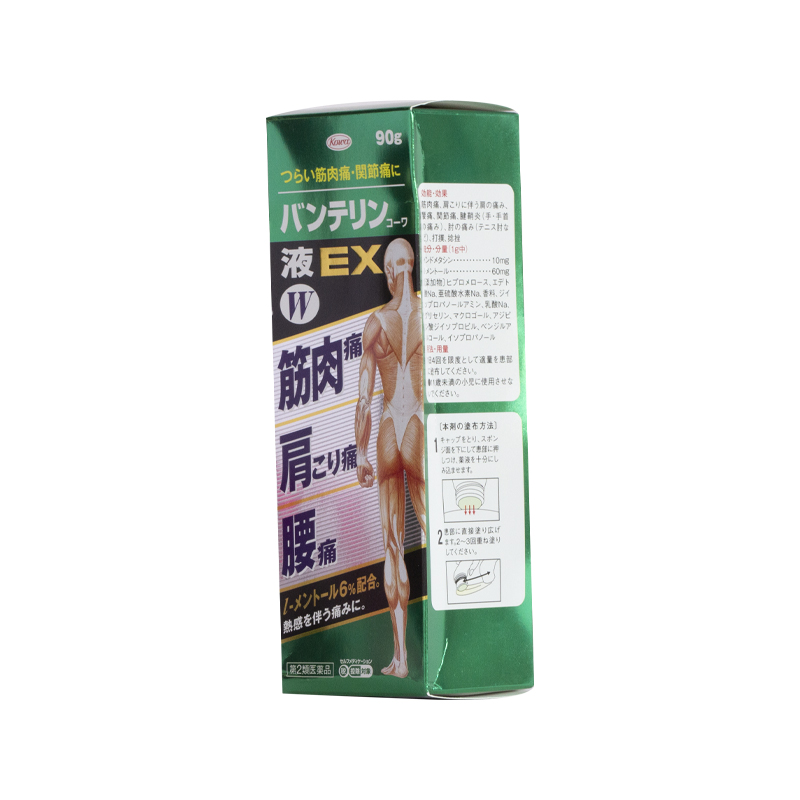 Kowa
90g
つらい筋肉痛・関節痛に
バンテリン
コーワ
液EX
W
筋肉痛
肩こり痛
腰痛
l-メントール6%配合。
熱感を伴う痛みに。
第2類医薬品
セルフメディケーション
税 控除 対象
効能・効果
筋肉痛、肩こりに伴う肩の痛み、
腰痛、関節痛、腱鞘炎(手・手首
の痛み)、肘の痛み(テニス肘な
ど)、打撲、捻挫
成分・分量(1g中)
インドメタシン・・・・・・・・・・・・10mg
l-メントール・・・・・・・・・・・・60mg
[添加物]ヒプロメロース、エデト
酸Na、亜硫酸水素Na、香料、ジイ
ソプロパノールアミン、乳酸Na、
グリセリン、マクロゴール、アジピ
ン酸ジイソプロピル、ベンジルア
ルコール、イソプロパノール
用法・用量
1日4回を限度として適量を患部
に塗布してください。
歳未満の小児に使用させな
いでください。
[本剤の塗布方法]
1 キャップをとり、スポン
ジ面を下にして患部に押
しつけ、薬液を十分にし
み込ませます。
2 患部に直接塗り広げ
ます。2〜3回重ね塗り
してください。